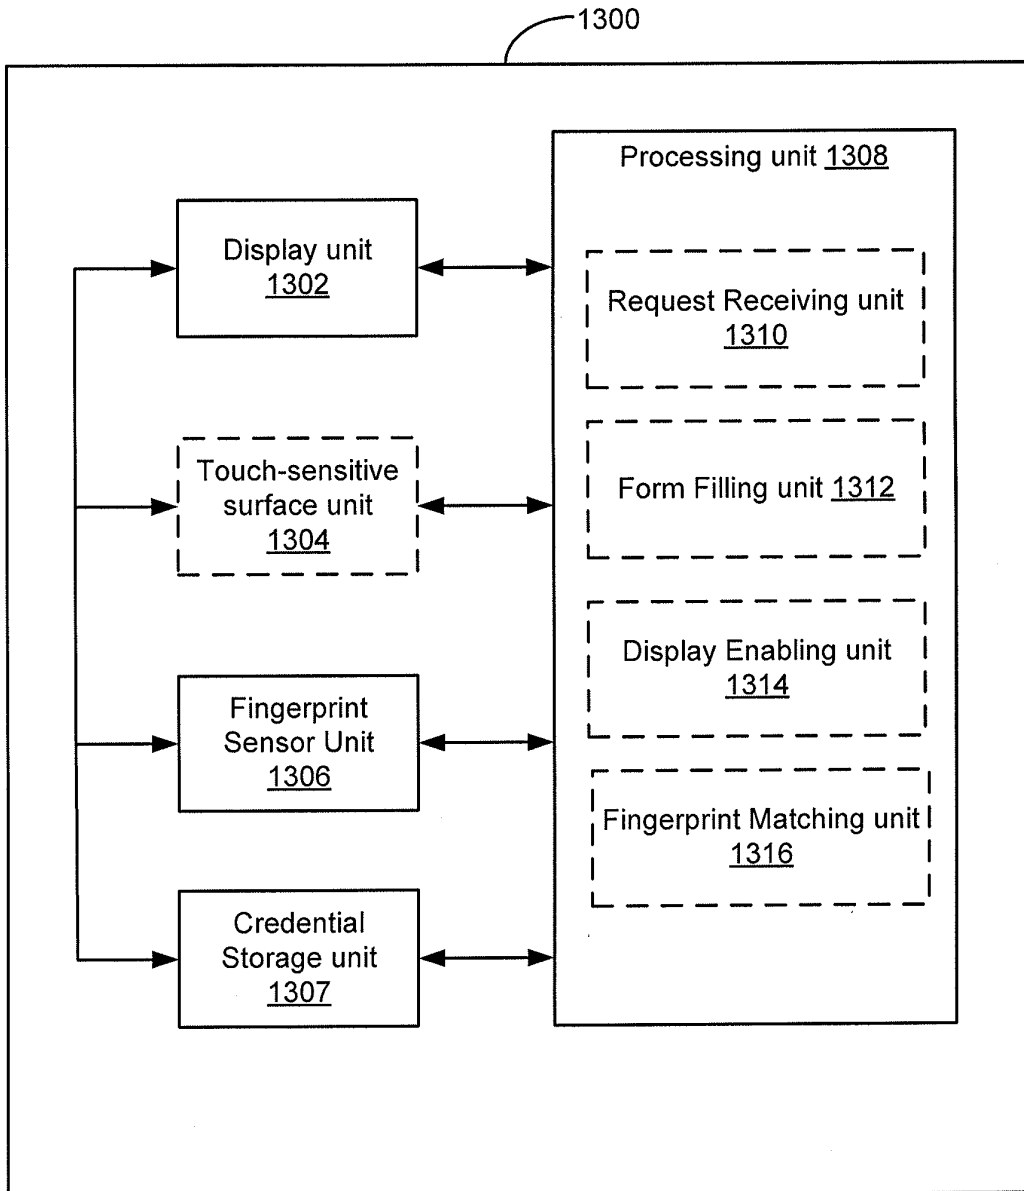 1300
Processing unit 1308
Display unit
1302
Request Receiving unit
1310
Touch-sensitive
surface unit
1304
Form Filling unit 1312
Fingerprint
Sensor Unit
1306
Display Enabling unit
1314
Fingerprint Matching unit
1316
Credential
Storage unit
1307